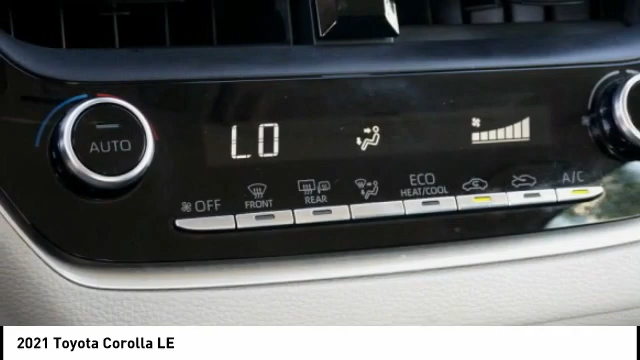 AUTO
LO
OFF
FRONT
REAR
ECO
HEAT/COOL
A/C
2021 Toyota Corolla LE